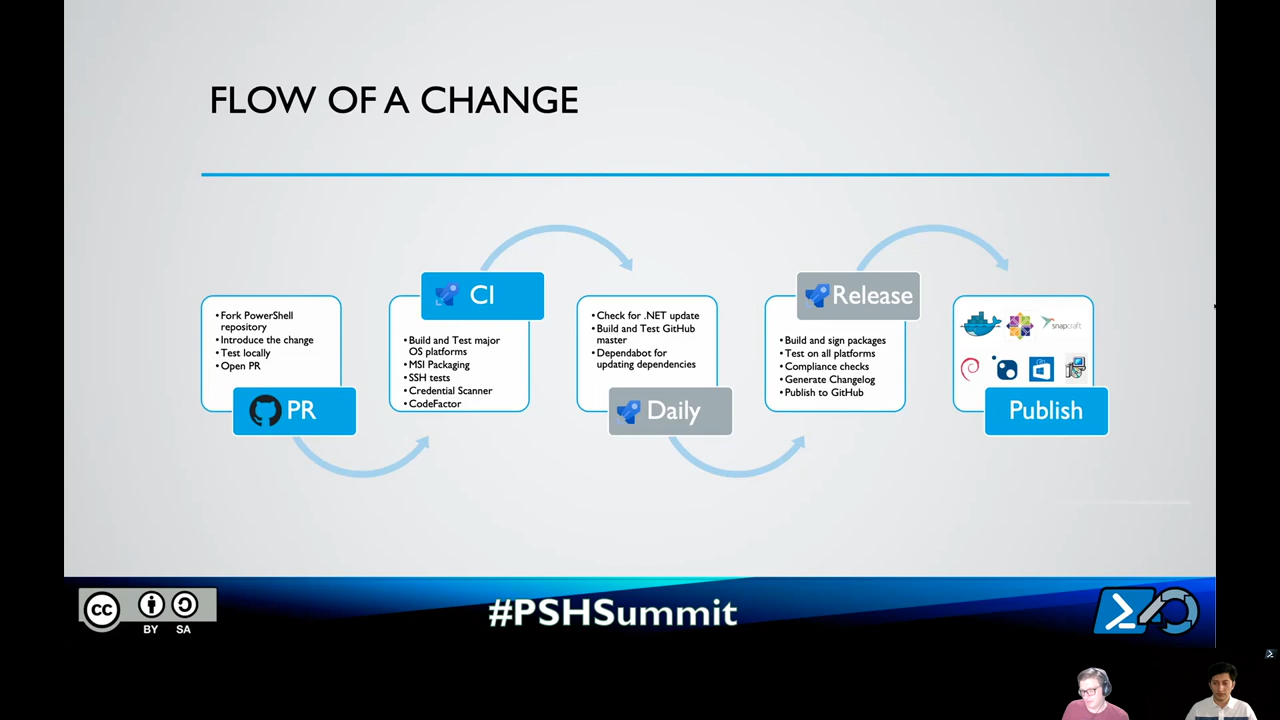 FLOW OF A CHANGE
• Fork PowerShell
repository
• Introduce the change
• Test locally
• Open PR
PR
CI
• Build and Test major
OS platforms
• MSI Packaging
• SSH tests
• Credential Scanner
• CodeFactor
• Check for .NET update
• Build and Test GitHub
master
• Dependabot for
updating dependencies
Daily
Release
• Build and sign packages
• Test on all platforms
• Compliance checks
• Generate Changelog
• Publish to GitHub
snapcraft
Publish
cc
BY SA
#PSHSummit